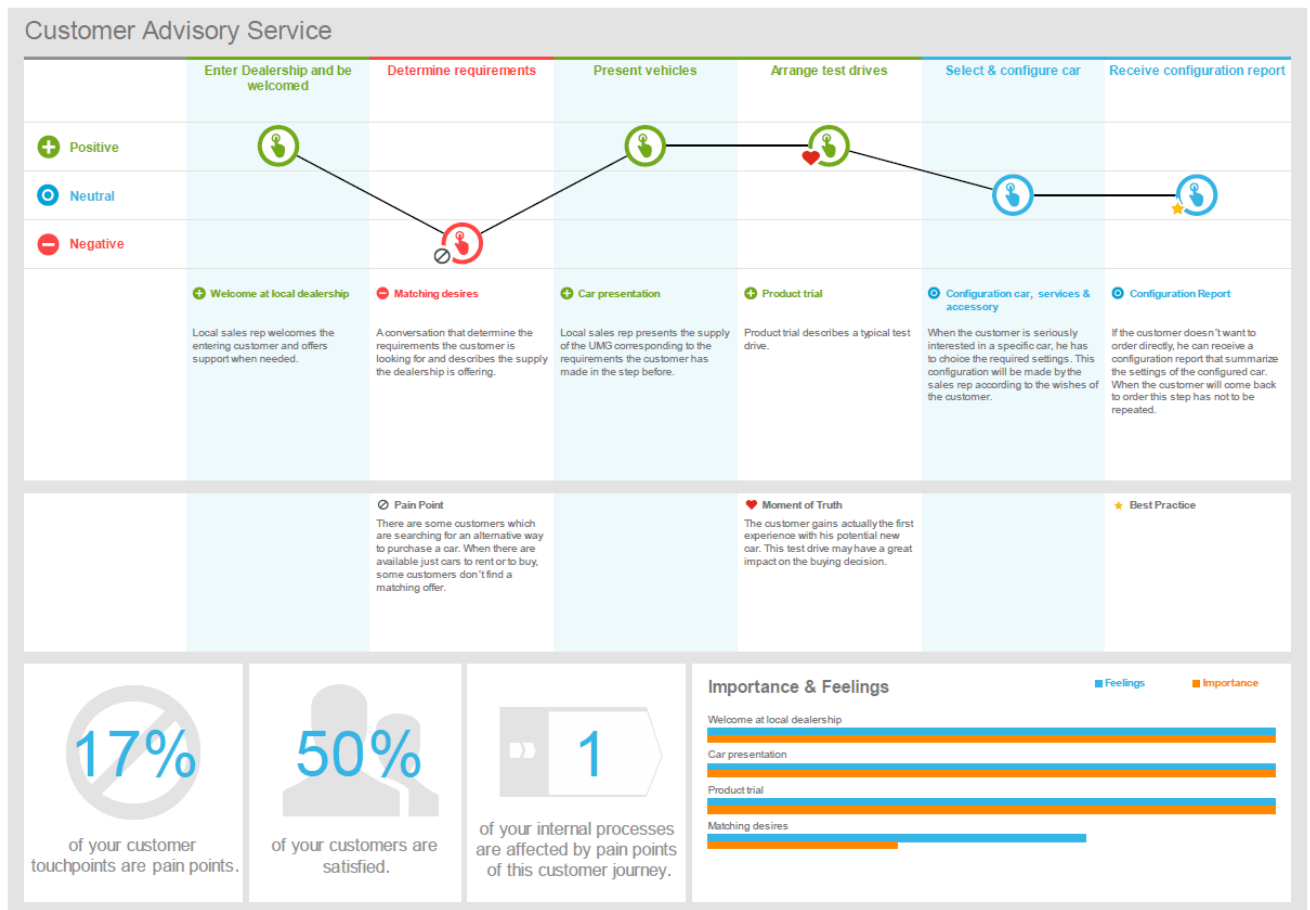 Customer Advisory Service
Enter Dealership and be
welcomed
Determine requirements
Present vehicles
Arrange test drives
Select & configure car
Receive configuration report
Positive
Neutral
Negative
Welcome at local dealership
Local sales rep welcomes the
entering customer and offers
support when needed.
Matching desires
A conversation that determine the
requirements the customer is
looking for and describes the supply
the dealership is offering.
Car presentation
Local sales rep presents the supply
of the UMG corresponding to the
requirements the customer has
made in the step before.
Product trial
Product trial describes a typical test
drive.
Configuration car, services &
accessory
When the customer is seriously
interested in a specific car, he has
to choice the required settings. This
configuration will be made by the
sales rep according to the wishes of
the customer.
Configuration Report
If the customer doesn´t want to
order directly, he can receive a
configuration report that summarize
the settings of the configured car.
When the customer will come back
to order this step has not to be
repeated.
Pain Point
There are some customers which
are searching for an alternative way
to purchase a car. When there are
available just cars to rent or to buy,
some customers don´t find a
matching offer.
Moment of Truth
The customer gains actually the first
experience with his potential new
car. This test drive may have a great
impact on the buying decision.
Best Practice
17%
of your customer
touchpoints are pain points.
50%
of your customers are
satisfied.
1
of your internal processes
are affected by pain points
of this customer journey.
Importance & Feelings
Feelings
Importance
Welcome at local dealership
Car presentation
Product trial
Matching desires